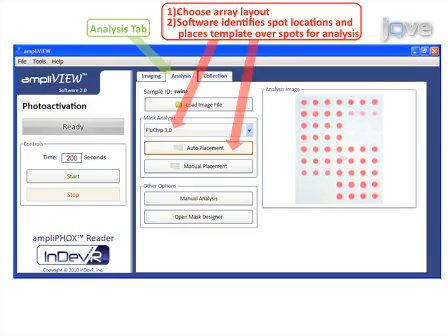 1)Choose array layout
2)Software identifies spot locations and
places template over spots for analysis
jove
Analysis Tab
ampliVIEW
Software 2.0
File Tools Help
Photoactivation
Ready
Controls
Time: 200 Seconds
Start
Stop
ampliPHOX Reader
InDevR
Copyright © 2010 InDevR
Imaging Analysis Collection
Sample ID: swine
Load Image File
Mask Analysis
FluChip 3.0
Auto Placement
Manual Placement
Other Options
Manual Analysis
Open Mask Designer
Analysis Image